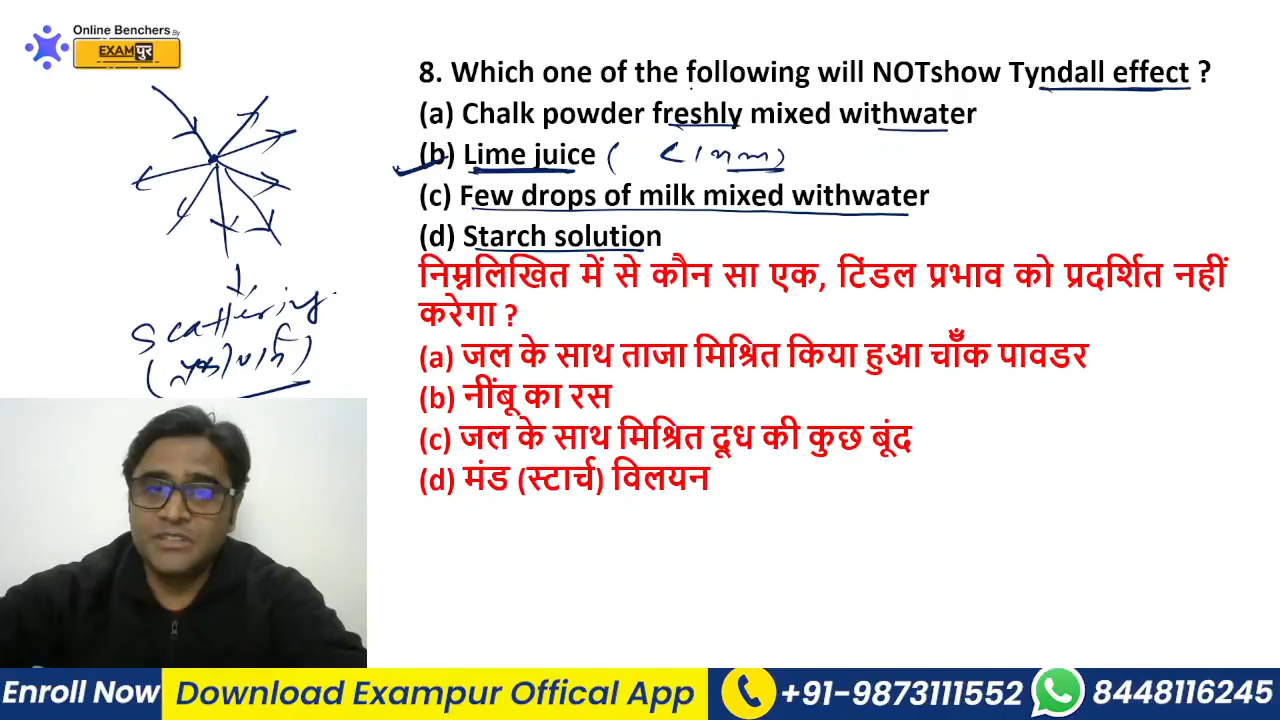 Online Benchers By
EXAMपुर
8. Which one of the following will NOTshow Tyndall effect ?
(a) Chalk powder freshly mixed withwater
(b) Lime juice ( <1nm)
(c) Few drops of milk mixed withwater
(d) Starch solution
Scattering
निम्नलिखित में से कौन सा एक, टिंडल प्रभाव को प्रदर्शित नहीं
करेगा ?
(a) जल के साथ ताजा मिश्रित किया हुआ चाँक पावडर
(b) नींबू का रस
(c) जल के साथ मिश्रित दूध की कुछ बूंद
(d) मंड (स्टार्च) विलयन
Enroll Now Download Exampur Offical App +91-9873111552 8448116245